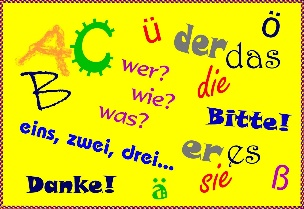 A C ü Ö
der das
B wer? die
wie?
was? Bitte!
eins, zwei, drei...
er es
Danke! ä sie ß